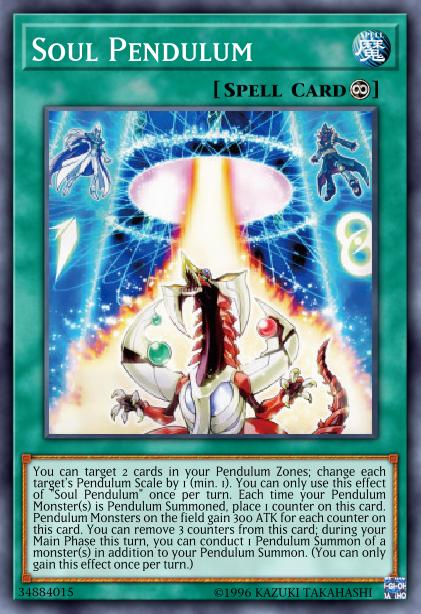 SOUL PENDULUM
SPELL
魔
[SPELL CARD]
8
You can target 2 cards in your Pendulum Zones; change each
target's Pendulum Scale by 1 (min. 1). You can only use this effect
of "Soul Pendulum" once per turn. Each time your Pendulum
Monster(s) is Pendulum Summoned, place 1 counter on this card.
Pendulum Monsters on the field gain 300 ATK for each counter on
this card. You can remove 3 counters from this card; during your
Main Phase this turn, you can conduct 1 Pendulum Summon of a
monster(s) in addition to your Pendulum Summon. (You can only
gain this effect once per turn.)
34884015
©1996 KAZUKI TAKAHASHI